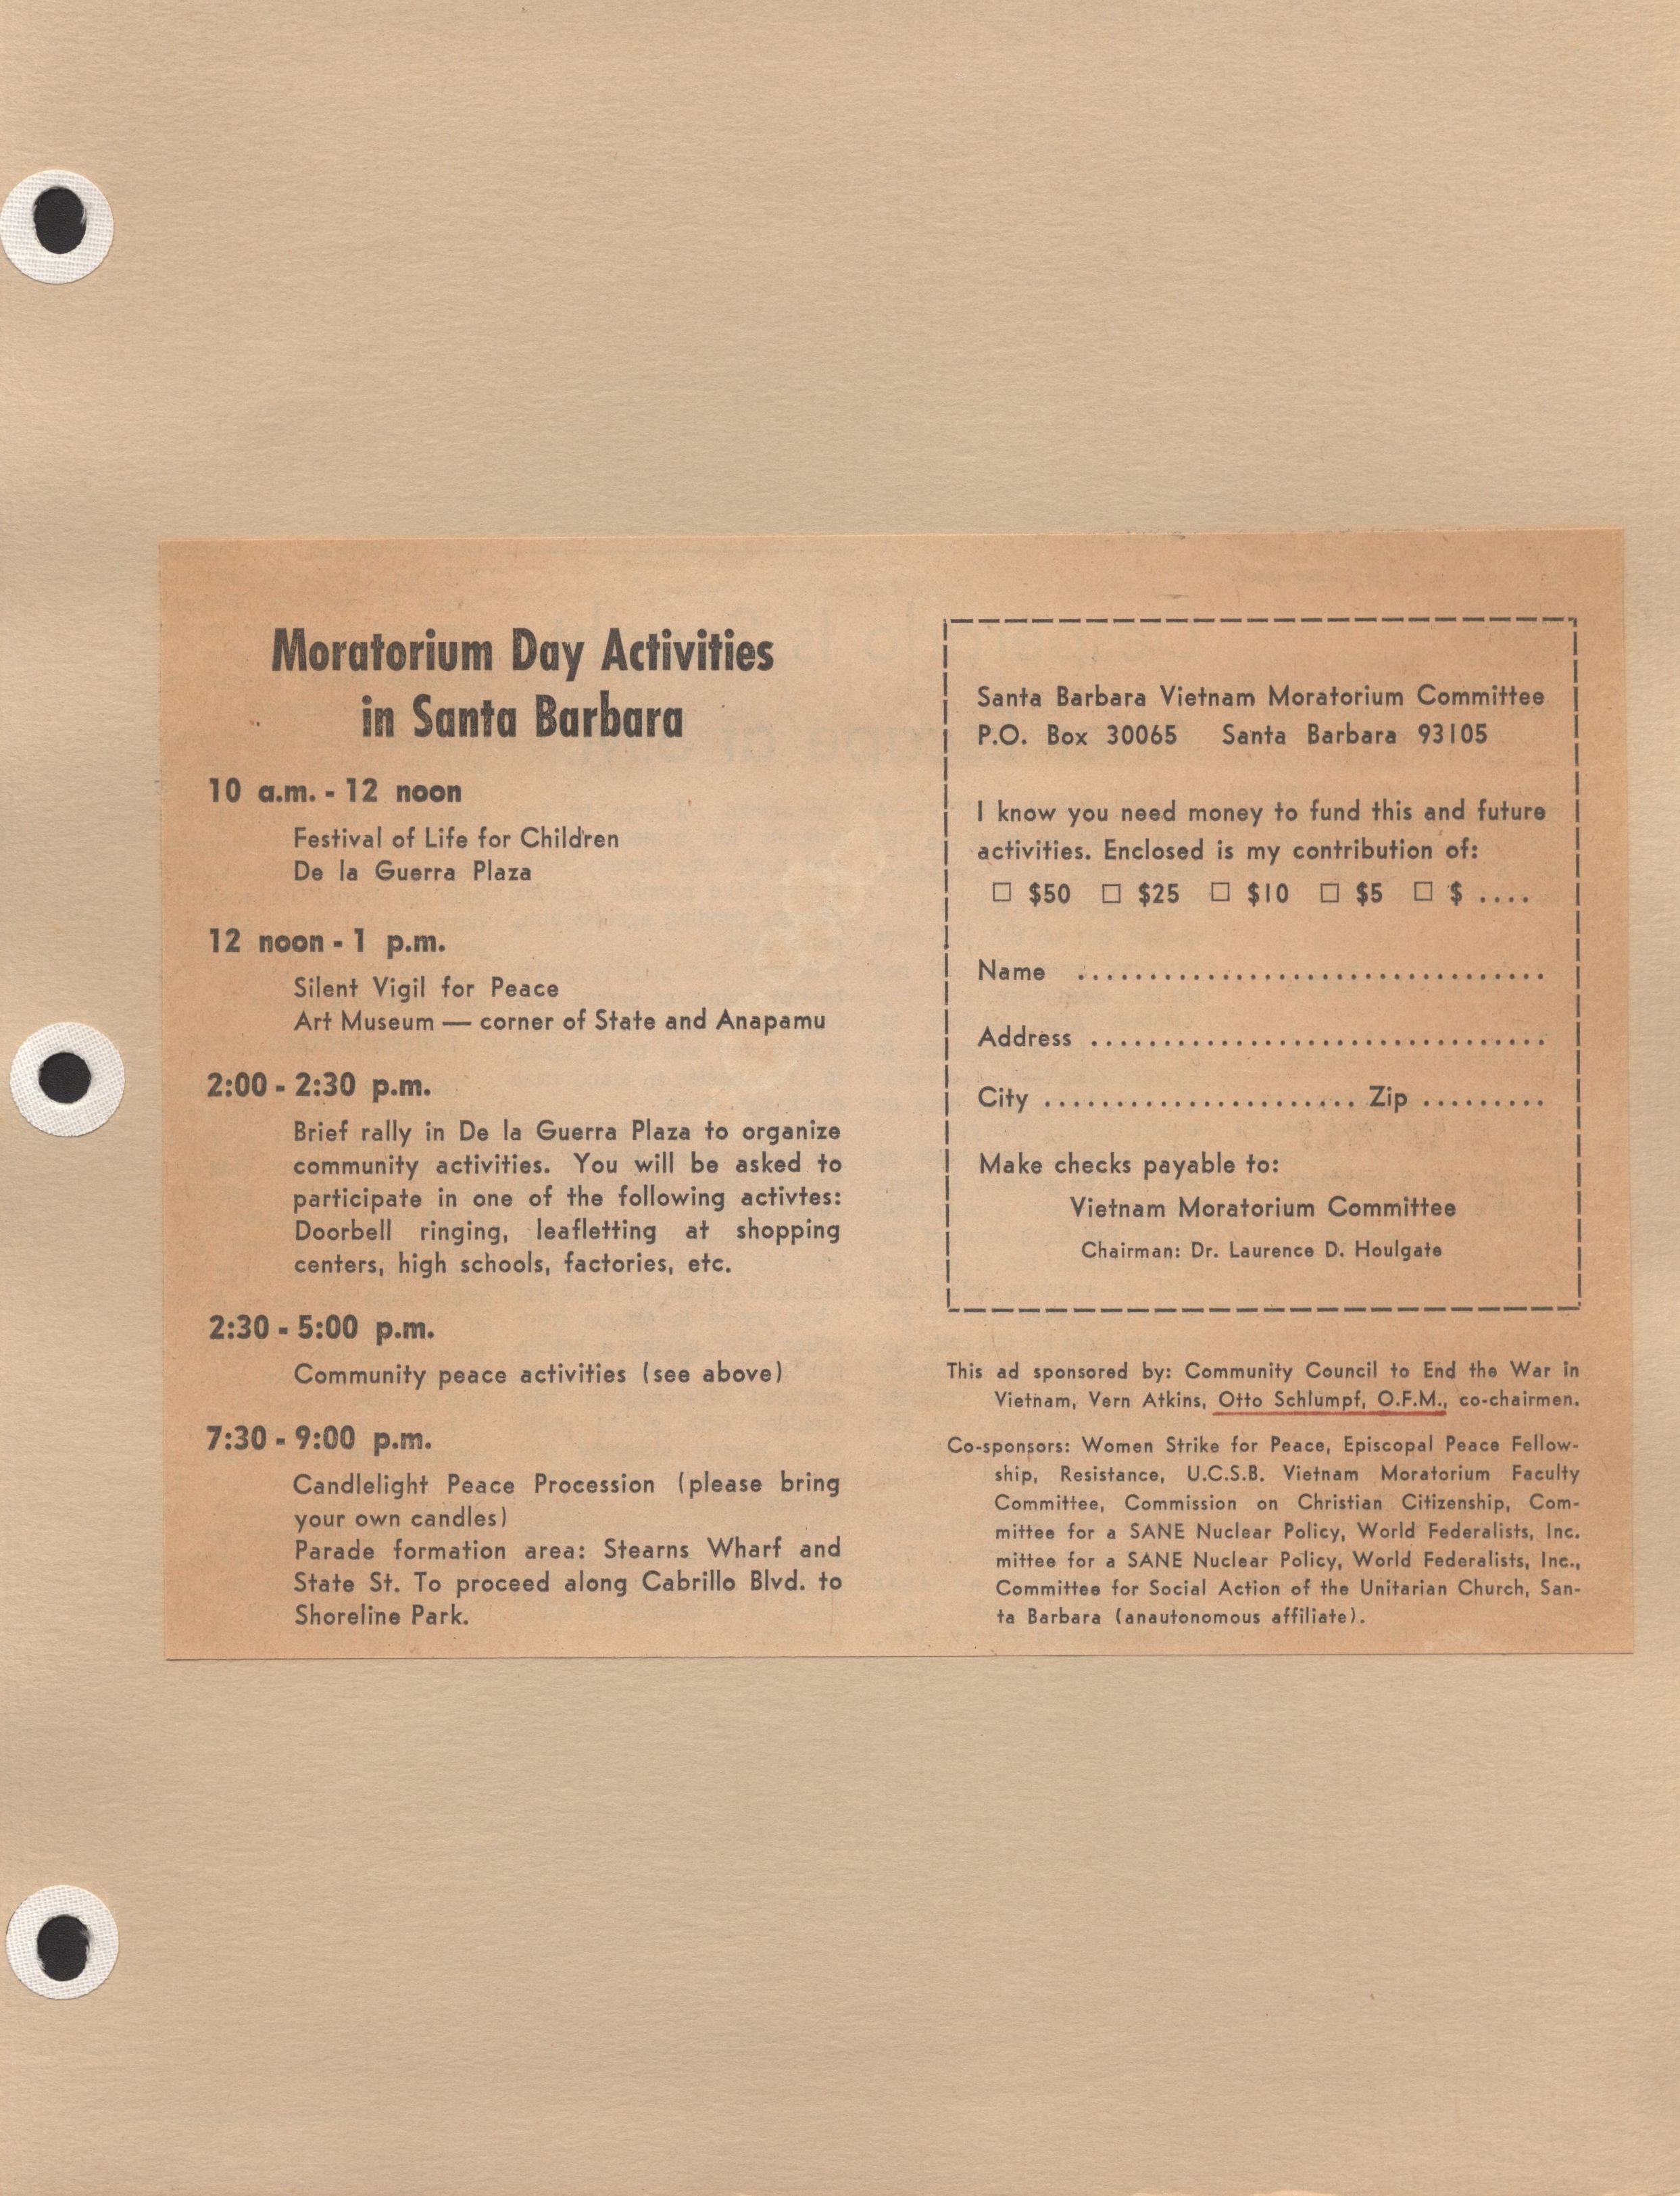 Moratorium Day Activities
in Santa Barbara
10 a.m. - 12 noon
Festival of Life for Children
De la Guerra Plaza
12 noon - 1 p.m.
Silent Vigil for Peace
Art Museum — corner of State and Anapamu
2:00 - 2:30 p.m.
Brief rally in De la Guerra Plaza to organize
community activities. You will be asked to
participate in one of the following activtes:
Doorbell ringing, leafletting at shopping
centers, high schools, factories, etc.
2:30 - 5:00 p.m.
Community peace activities (see above)
7:30 - 9:00 p.m.
Candlelight Peace Procession (please bring
your own candles)
Parade formation area: Stearns Wharf and
State St. To proceed along Cabrillo Blvd. to
Shoreline Park.
Santa Barbara Vietnam Moratorium Committee
P.O. Box 30065 Santa Barbara 93105
I know you need money to fund this and future
activities. Enclosed is my contribution of:
☐ $50 ☐ $25 ☐ $10 ☐ $5 ☐ $ ....
Name ................................
Address ................................
City ...................... Zip .........
Make checks payable to:
Vietnam Moratorium Committee
Chairman: Dr. Laurence D. Houlgate
This ad sponsored by: Community Council to End the War in
Vietnam, Vern Atkins, Otto Schlumpf, O.F.M., co-chairmen.
Co-sponsors: Women Strike for Peace, Episcopal Peace Fellow-
ship, Resistance, U.C.S.B. Vietnam Moratorium Faculty
Committee, Commission on Christian Citizenship, Com-
mittee for a SANE Nuclear Policy, World Federalists, Inc.
mittee for a SANE Nuclear Policy, World Federalists, Inc.,
Committee for Social Action of the Unitarian Church, San-
ta Barbara (anautonomous affiliate).